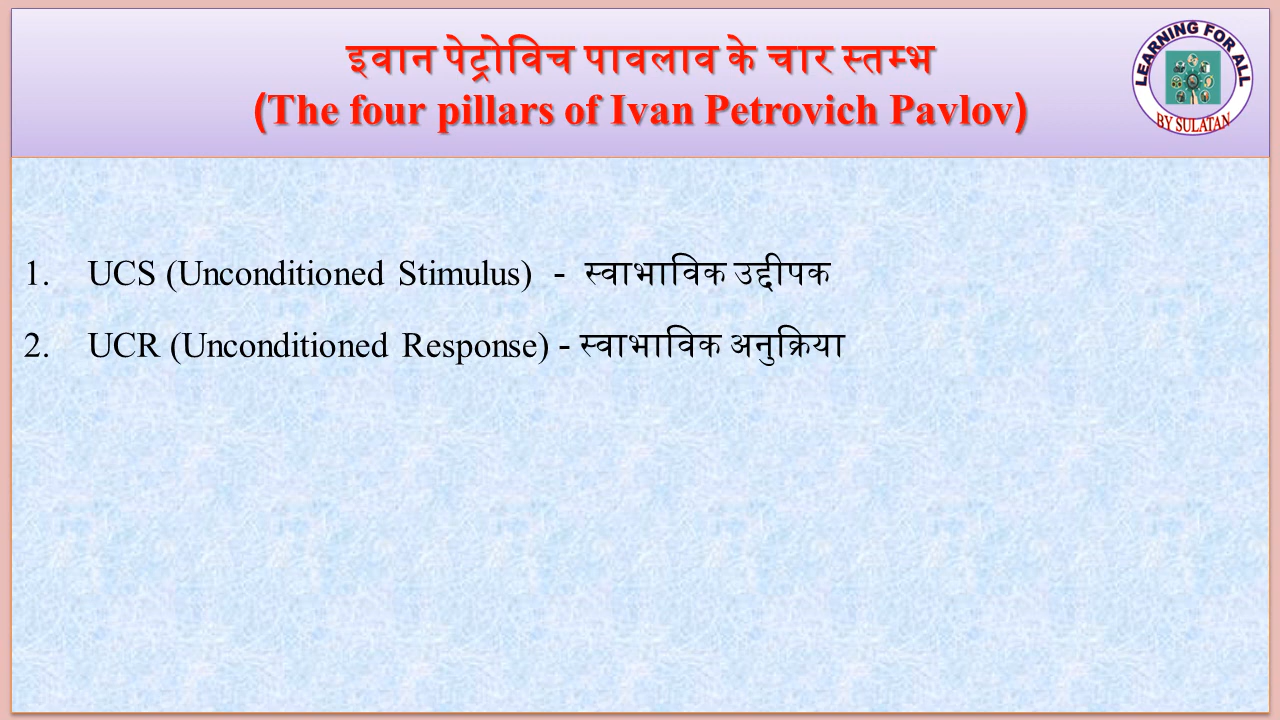 इवान पेट्रोविच पावलाव के चार स्तम्भ
(The four pillars of Ivan Petrovich Pavlov)
LEARNING FOR ALL
BY SULATAN
1. UCS (Unconditioned Stimulus) - स्वाभाविक उद्दीपक
2. UCR (Unconditioned Response) - स्वाभाविक अनुक्रिया